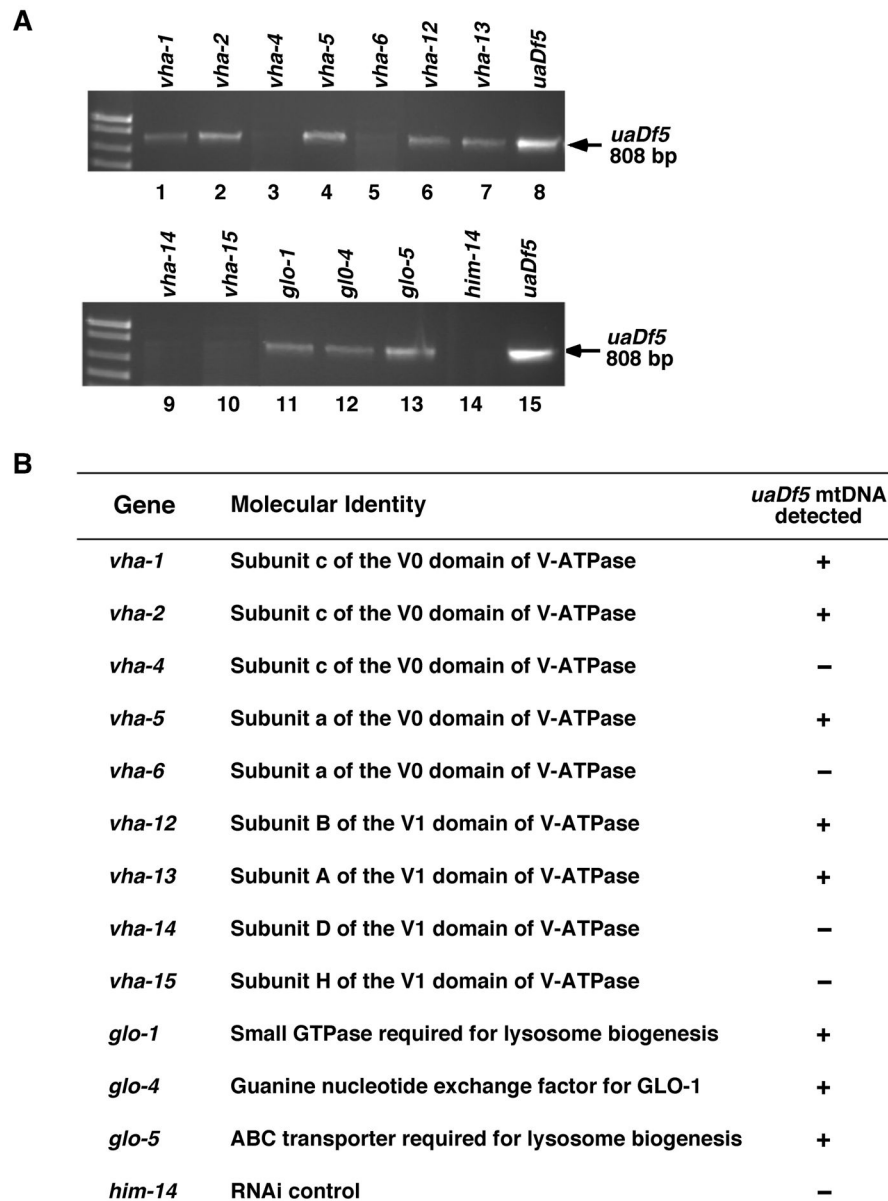 A
vha-1 vha-2 vha-4 vha-5 vha-6 vha-12 vha-13 uaDf5
uaDf5
808 bp
1 2 3 4 5 6 7 8
vha-14 vha-15 glo-1 gl0-4 glo-5 him-14 uaDf5
uaDf5
808 bp
9 10 11 12 13 14 15
B
Gene Molecular Identity uaDf5 mtDNA
detected
vha-1 Subunit c of the V0 domain of V-ATPase +
vha-2 Subunit c of the V0 domain of V-ATPase +
vha-4 Subunit c of the V0 domain of V-ATPase −
vha-5 Subunit a of the V0 domain of V-ATPase +
vha-6 Subunit a of the V0 domain of V-ATPase −
vha-12 Subunit B of the V1 domain of V-ATPase +
vha-13 Subunit A of the V1 domain of V-ATPase +
vha-14 Subunit D of the V1 domain of V-ATPase −
vha-15 Subunit H of the V1 domain of V-ATPase −
glo-1 Small GTPase required for lysosome biogenesis +
glo-4 Guanine nucleotide exchange factor for GLO-1 +
glo-5 ABC transporter required for lysosome biogenesis +
him-14 RNAi control −